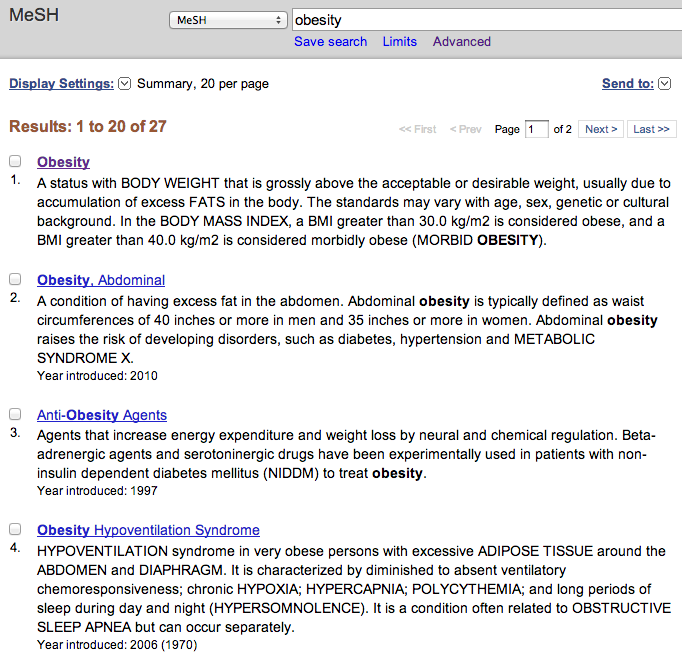 MeSH
MeSH
obesity
Save search Limits Advanced
Display Settings: Summary, 20 per page
Send to:
Results: 1 to 20 of 27
<< First < Prev Page 1 of 2 Next > Last >>
Obesity
1. A status with BODY WEIGHT that is grossly above the acceptable or desirable weight, usually due to
accumulation of excess FATS in the body. The standards may vary with age, sex, genetic or cultural
background. In the BODY MASS INDEX, a BMI greater than 30.0 kg/m2 is considered obese, and a
BMI greater than 40.0 kg/m2 is considered morbidly obese (MORBID OBESITY).
Obesity, Abdominal
2. A condition of having excess fat in the abdomen. Abdominal obesity is typically defined as waist
circumferences of 40 inches or more in men and 35 inches or more in women. Abdominal obesity
raises the risk of developing disorders, such as diabetes, hypertension and METABOLIC
SYNDROME X.
Year introduced: 2010
Anti-Obesity Agents
3. Agents that increase energy expenditure and weight loss by neural and chemical regulation. Beta-
adrenergic agents and serotoninergic drugs have been experimentally used in patients with non-
insulin dependent diabetes mellitus (NIDDM) to treat obesity.
Year introduced: 1997
Obesity Hypoventilation Syndrome
4. HYPOVENTILATION syndrome in very obese persons with excessive ADIPOSE TISSUE around the
ABDOMEN and DIAPHRAGM. It is characterized by diminished to absent ventilatory
chemoresponsiveness; chronic HYPOXIA; HYPERCAPNIA; POLYCYTHEMIA; and long periods of
sleep during day and night (HYPERSOMNOLENCE). It is a condition often related to OBSTRUCTIVE
SLEEP APNEA but can occur separately.
Year introduced: 2006 (1970)